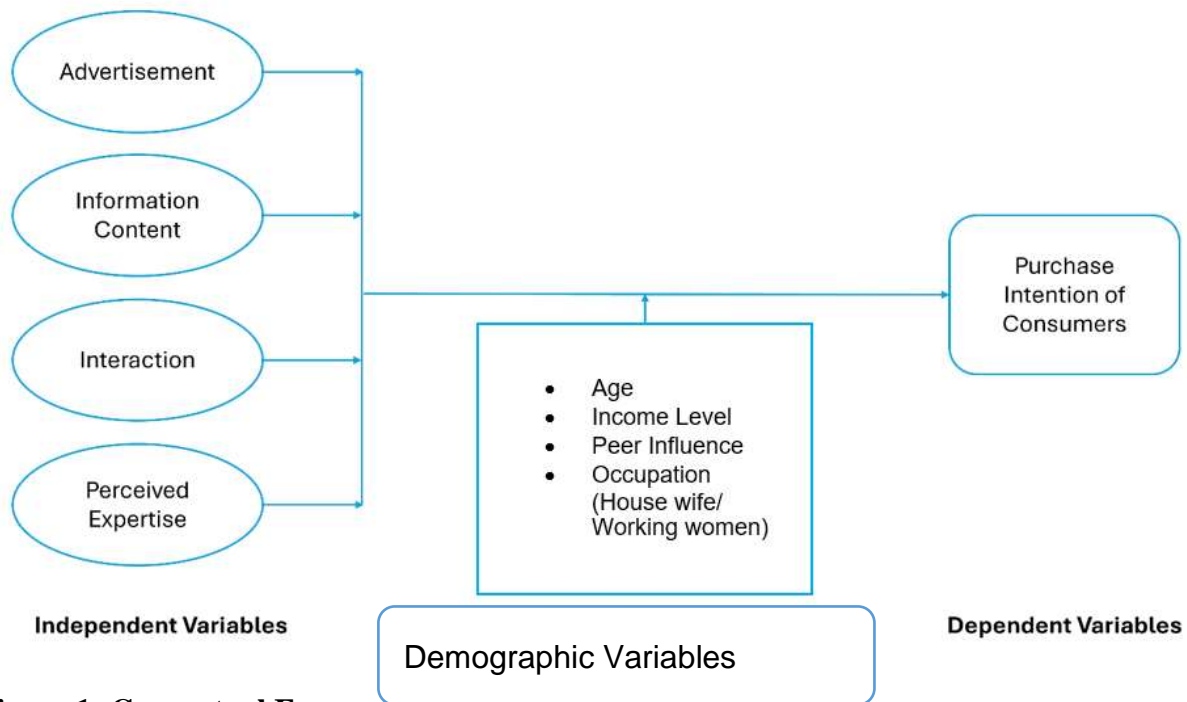 Advertisement
Information
Content
Interaction
Perceived
Expertise
Purchase
Intention of
Consumers
• Age
• Income Level
• Peer Influence
• Occupation
(House wife/
Working women)
Independent Variables
Demographic Variables
Dependent Variables